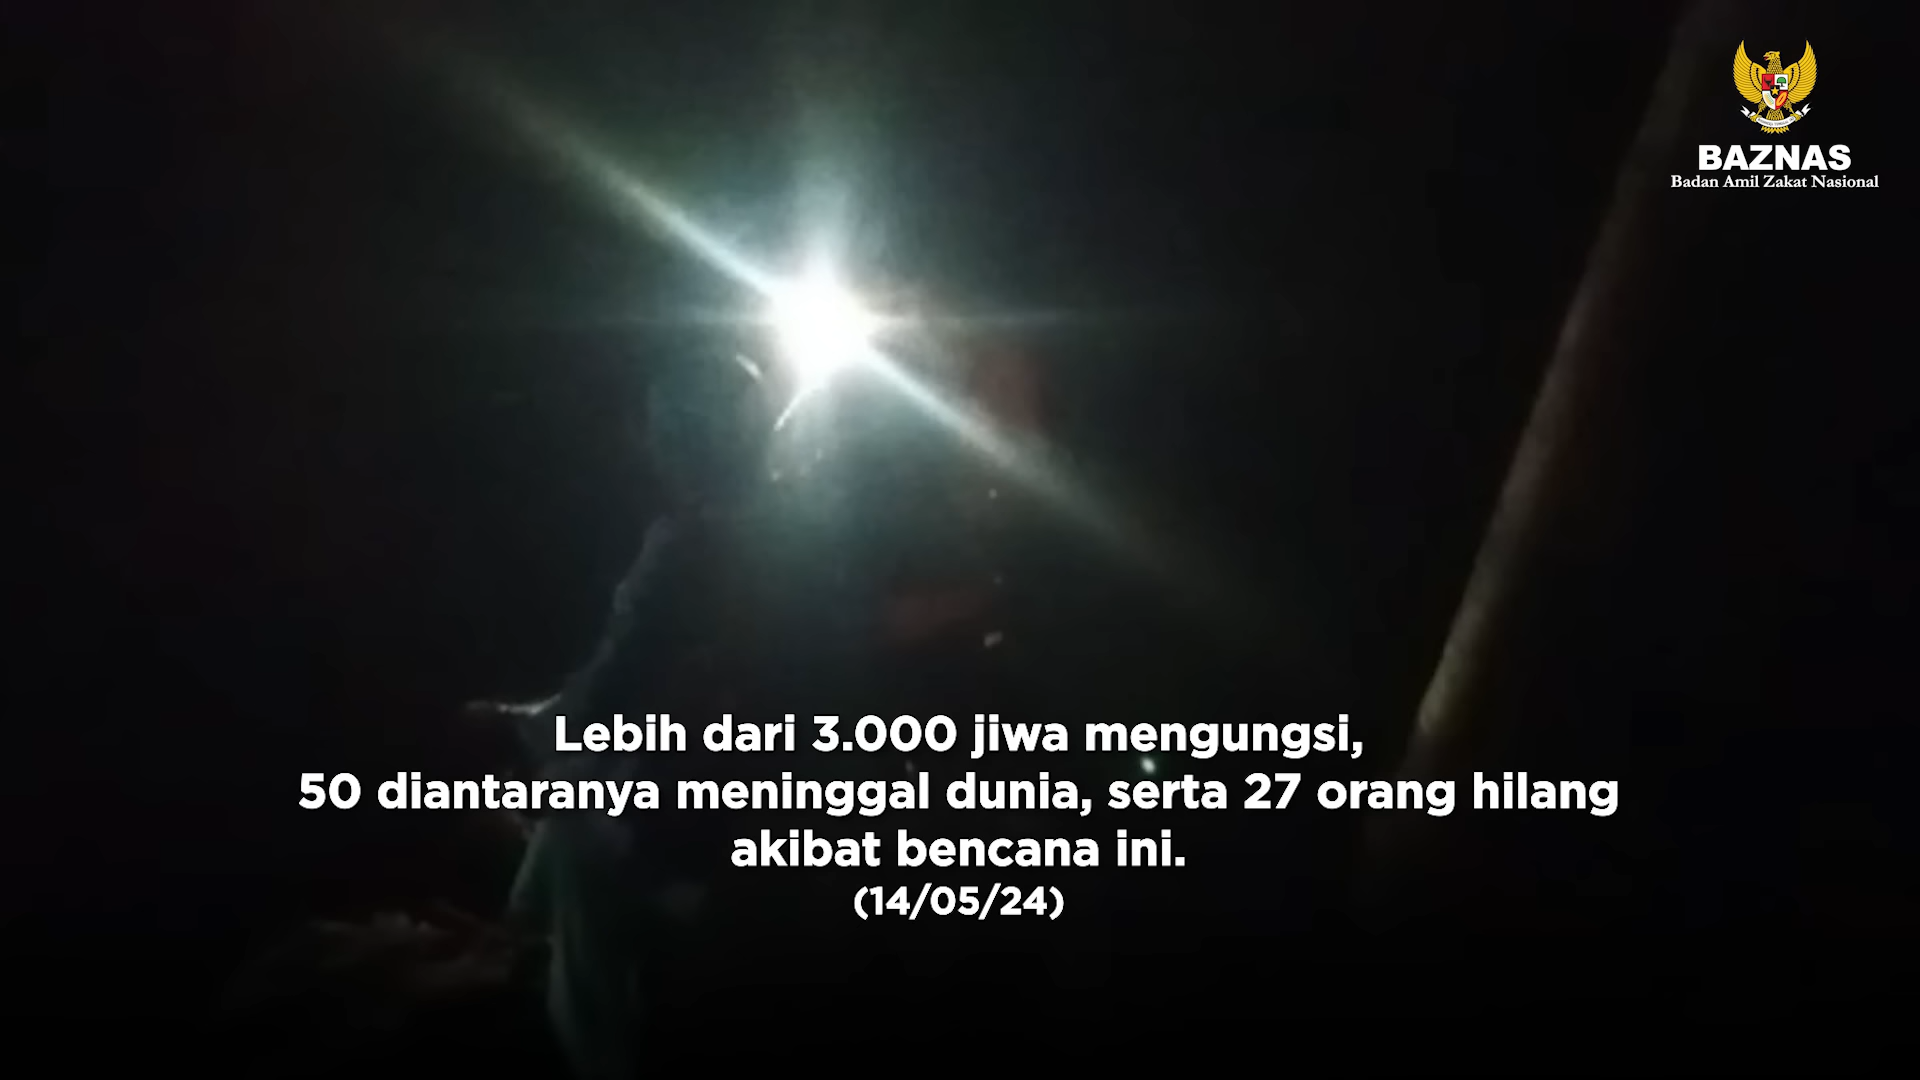 BAZNAS
Badan Amil Zakat Nasional
Lebih dari 3.000 jiwa mengungsi,
50 diantaranya meninggal dunia, serta 27 orang hilang
akibat bencana ini.
(14/05/24)